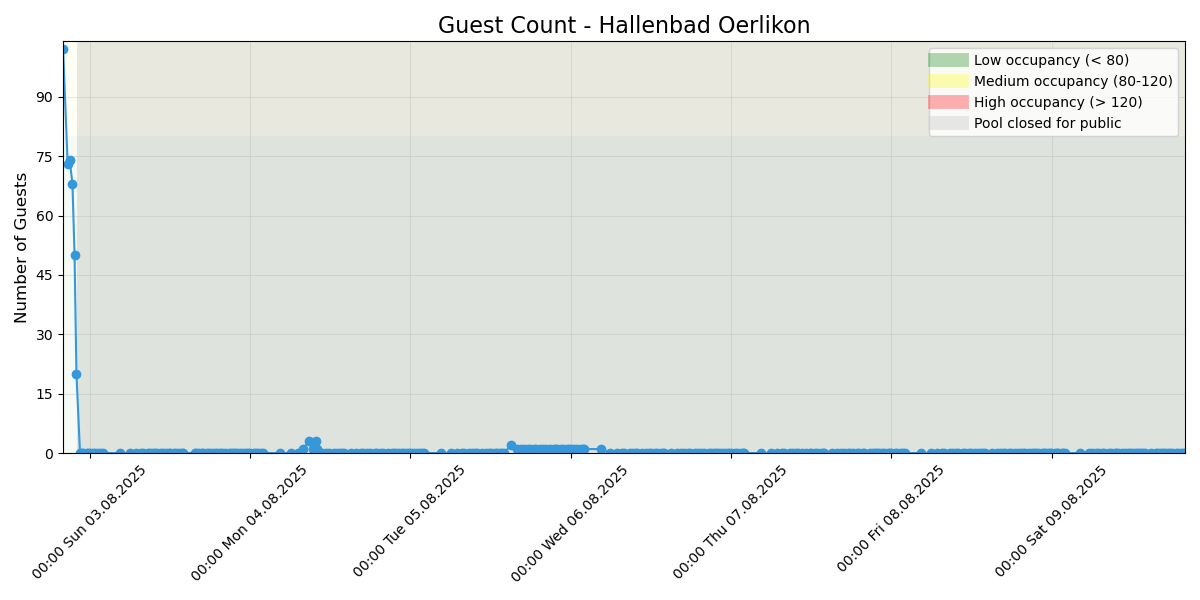 Guest Count - Hallenbad Oerlikon
Low occupancy (< 80)
Medium occupancy (80-120)
High occupancy (> 120)
Pool closed for public
Number of Guests
90
75
60
45
30
15
0
00:00 Sun 03.08.2025
00:00 Mon 04.08.2025
00:00 Tue 05.08.2025
00:00 Wed 06.08.2025
00:00 Thu 07.08.2025
00:00 Fri 08.08.2025
00:00 Sat 09.08.2025